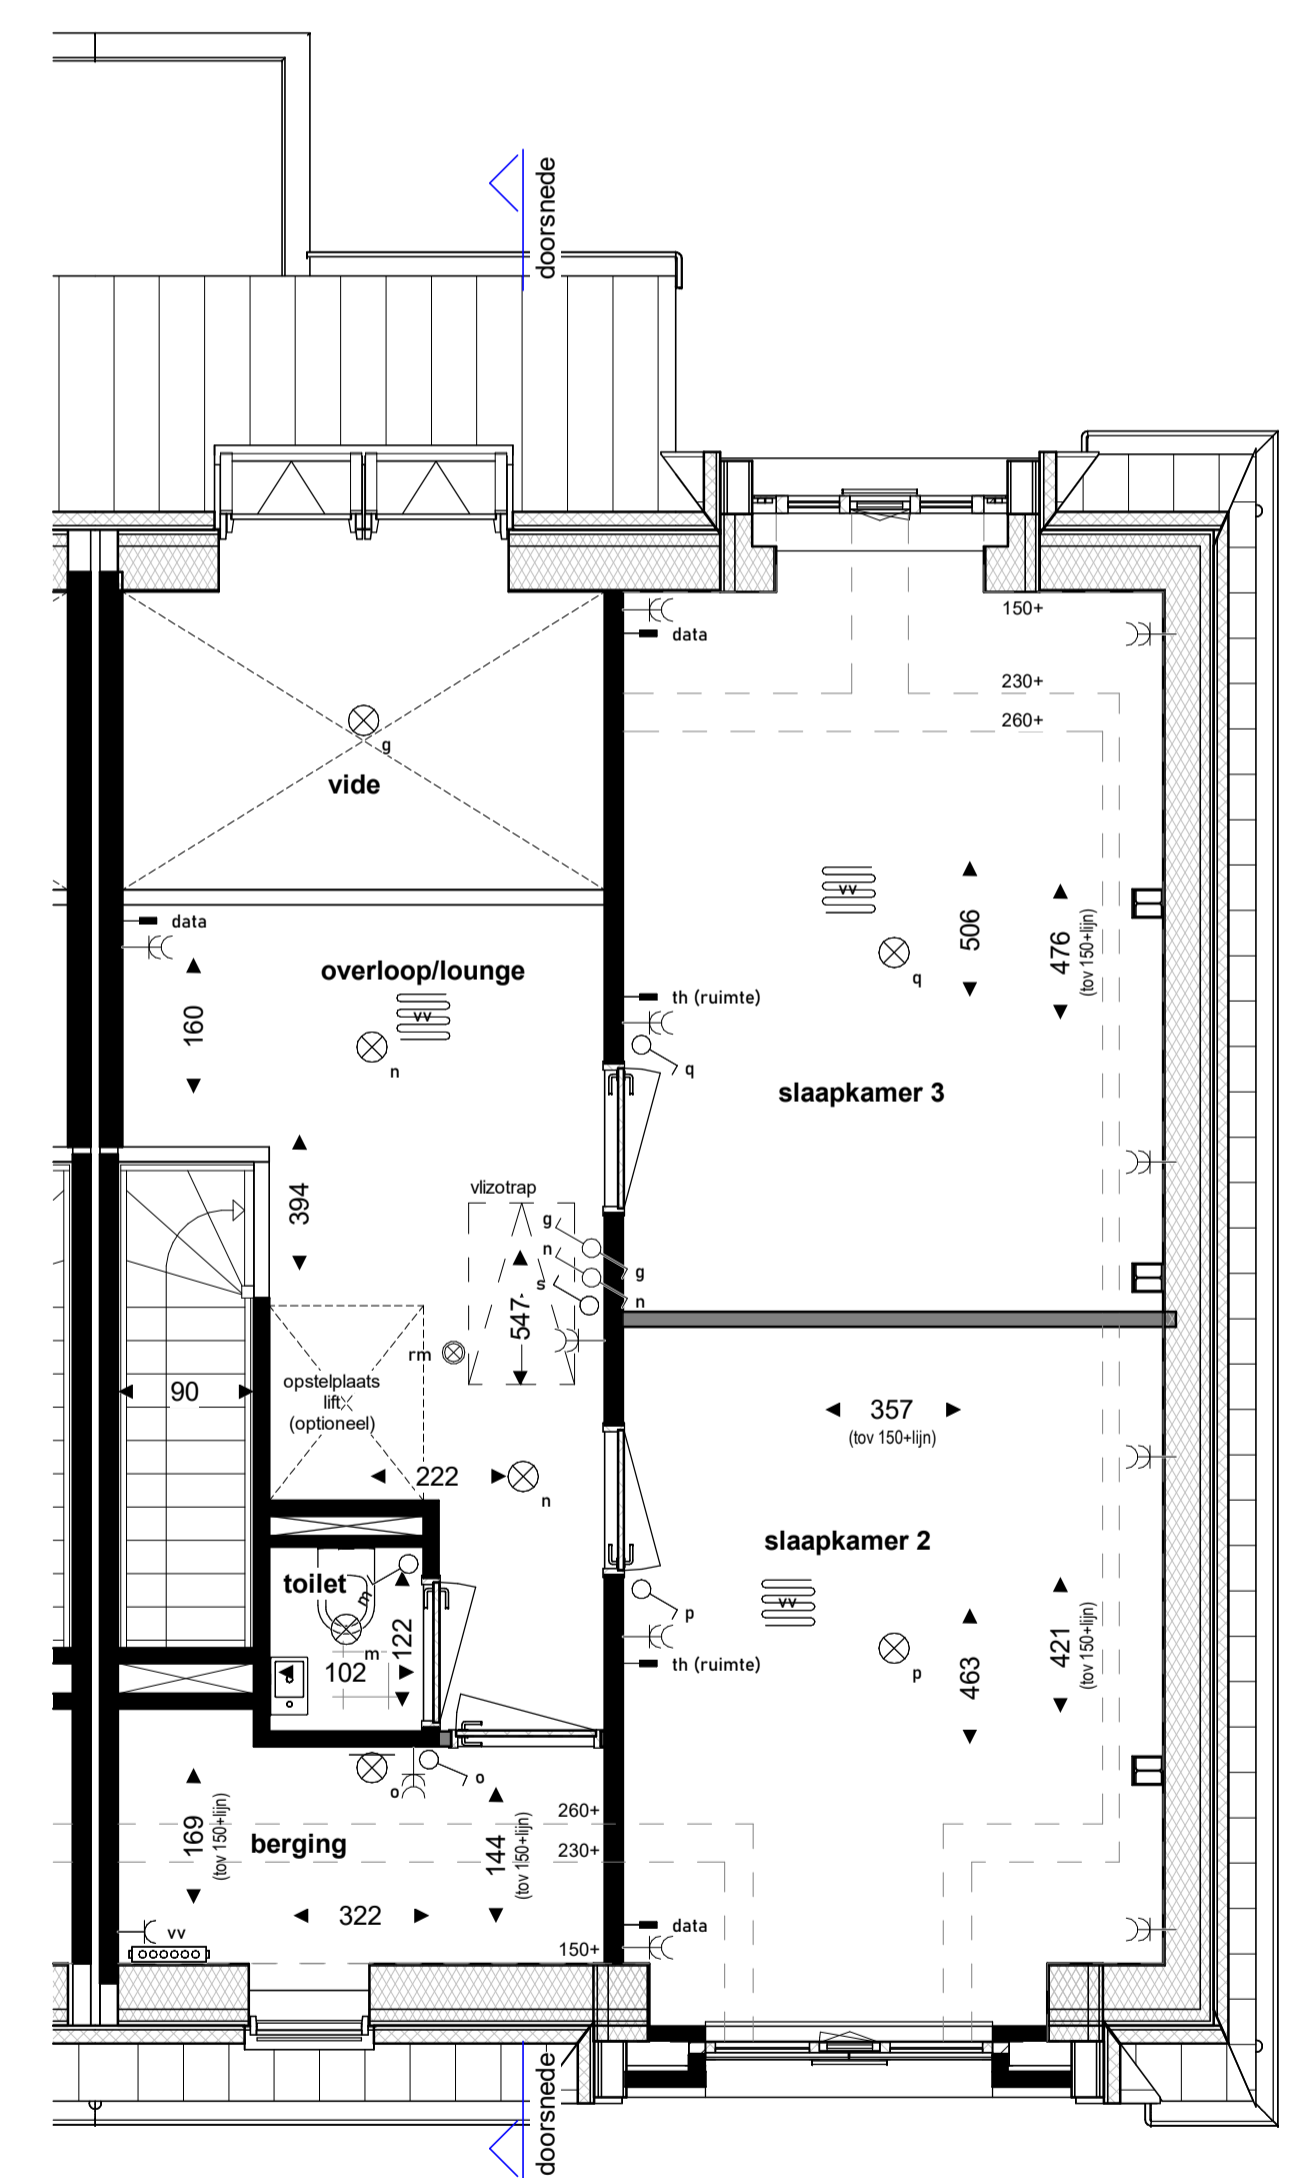 doorsnede
150+
data
230+
260+
g
vide
data
vv
506
476
(tov 150+lijn)
overloop/lounge
q
160
vv
th (ruimte)
n
q
slaapkamer 3
394
vlizotrap
g
n
g
s
n
547
rm
opstelplaats
lift
(optioneel)
90
357
(tov 150+lijn)
222
n
slaapkamer 2
toilet
m
vv
p
122
421
(tov 150+lijn)
m
102
th (ruimte)
p
463
o
o
260+
169
(tov 150+lijn)
berging
144
(tov 150+lijn)
230+
322
data
vv
150+
doorsnede